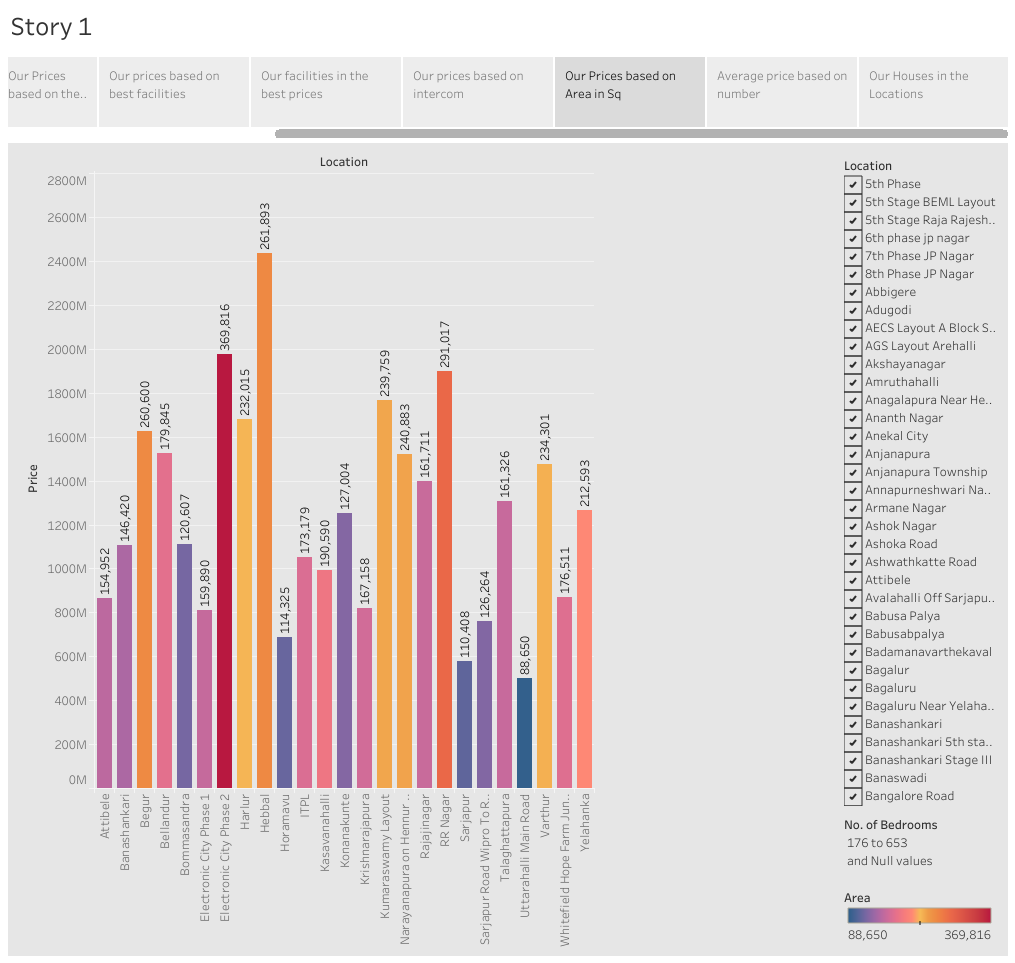 Story 1
Our Prices
based on the..
Our prices based on
best facilities
Our facilities in the
best prices
Our prices based on
intercom
Our Prices based on
Area in Sq
Average price based on
number
Our Houses in the
Locations
Location
Price
2800M
2600M
2400M
2200M
2000M
1800M
1600M
1400M
1200M
1000M
800M
600M
400M
200M
0M
154,952
146,420
260,600
179,845
120,607
159,890
369,816
232,015
261,893
114,325
173,179
190,590
127,004
167,158
239,759
240,883
161,711
291,017
110,408
126,264
161,326
88,650
234,301
176,511
212,593
Attibele
Banashankari
Begur
Bellandur
Bommasandra
Electronic City Phase 1
Electronic City Phase 2
Harlur
Hebbal
Horamavu
ITPL
Kasavanahalli
Konanakunte
Krishnarajapura
Kumaraswamy Layout
Narayanapura on Hennur ..
Rajajinagar
RR Nagar
Sarjapur
Sarjapur Road Wipro To R..
Talaghattapura
Uttarahalli Main Road
Varthur
Whitefield Hope Farm Jun..
Yelahanka
Location
5th Phase
5th Stage BEML Layout
5th Stage Raja Rajesh..
6th phase jp nagar
7th Phase JP Nagar
8th Phase JP Nagar
Abbigere
Adugodi
AECS Layout A Block S..
AGS Layout Arehalli
Akshayanagar
Amruthahalli
Anagalapura Near He..
Ananth Nagar
Anekal City
Anjanapura
Anjanapura Township
Annapurneshwari Na..
Armane Nagar
Ashok Nagar
Ashoka Road
Ashwathkatte Road
Attibele
Avalahalli Off Sarjapu..
Babusa Palya
Babusabpalya
Badamanavarthekaval
Bagalur
Bagaluru
Bagaluru Near Yelaha..
Banashankari
Banashankari 5th sta..
Banashankari Stage III
Banaswadi
Bangalore Road
No. of Bedrooms
176 to 653
and Null values
Area
88,650
369,816